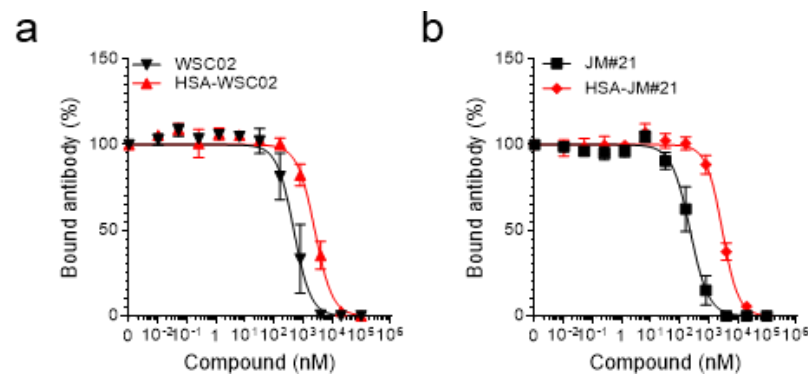 a
WSC02
HSA-WSC02
Bound antibody (%)
150
100
50
0
0 10⁻² 10⁻¹ 1 10¹ 10² 10³ 10⁴ 10⁵ 10⁶
Compound (nM)
b
JM#21
HSA-JM#21
Bound antibody (%)
150
100
50
0
0 10⁻² 10⁻¹ 1 10¹ 10² 10³ 10⁴ 10⁵ 10⁶
Compound (nM)